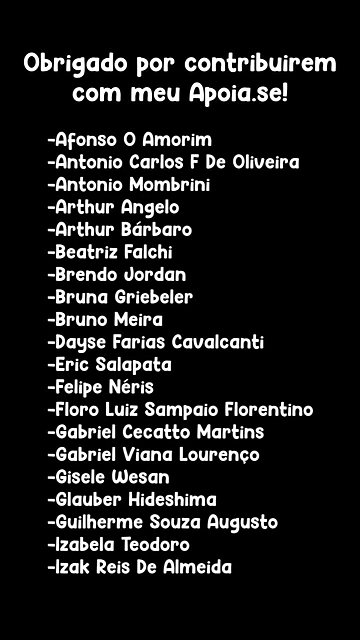 Obrigado por contribuirem
com meu Apoia.se!
-Afonso O Amorim
-Antonio Carlos F De Oliveira
-Antonio Mombrini
-Arthur Angelo
-Arthur Bárbaro
-Beatriz Falchi
-Brendo Jordan
-Bruna Griebeler
-Bruno Meira
-Dayse Farias Cavalcanti
-Eric Salapata
-Felipe Néris
-Floro Luiz Sampaio Florentino
-Gabriel Cecatto Martins
-Gabriel Viana Lourenço
-Gisele Wesan
-Glauber Hideshima
-Guilherme Souza Augusto
-Izabela Teodoro
-Izak Reis De Almeida